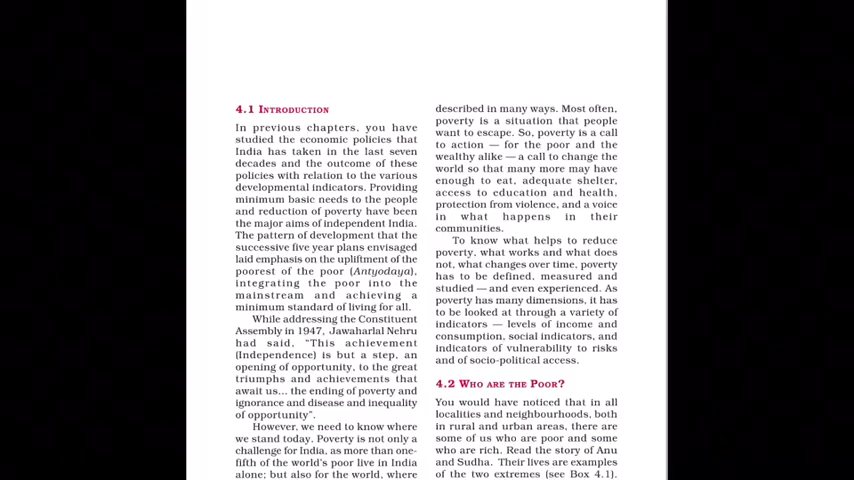 4.1 INTRODUCTION
In previous chapters, you have
studied the economic policies that
India has taken in the last seven
decades and the outcome of these
policies with relation to the various
developmental indicators. Providing
minimum basic needs to the people
and reduction of poverty have been
the major aims of independent India.
The pattern of development that the
successive five year plans envisaged
laid emphasis on the upliftment of the
poorest of the poor (Antyodaya),
integrating the poor into the
mainstream and achieving a
minimum standard of living for all.
While addressing the Constituent
Assembly in 1947, Jawaharlal Nehru
had said, “This achievement
(Independence) is but a step, an
opening of opportunity, to the great
triumphs and achievements that
await us... the ending of poverty and
ignorance and disease and inequality
of opportunity”.
However, we need to know where
we stand today. Poverty is not only a
challenge for India, as more than one-
fifth of the world’s poor live in India
alone; but also for the world, where
described in many ways. Most often,
poverty is a situation that people
want to escape. So, poverty is a call
to action — for the poor and the
wealthy alike — a call to change the
world so that many more may have
enough to eat, adequate shelter,
access to education and health,
protection from violence, and a voice
in what happens in their
communities.
To know what helps to reduce
poverty, what works and what does
not, what changes over time, poverty
has to be defined, measured and
studied — and even experienced. As
poverty has many dimensions, it has
to be looked at through a variety of
indicators — levels of income and
consumption, social indicators, and
indicators of vulnerability to risks
and of socio-political access.
4.2 WHO ARE THE POOR?
You would have noticed that in all
localities and neighbourhoods, both
in rural and urban areas, there are
some of us who are poor and some
who are rich. Read the story of Anu
and Sudha. Their lives are examples
of the two extremes (see Box 4.1).